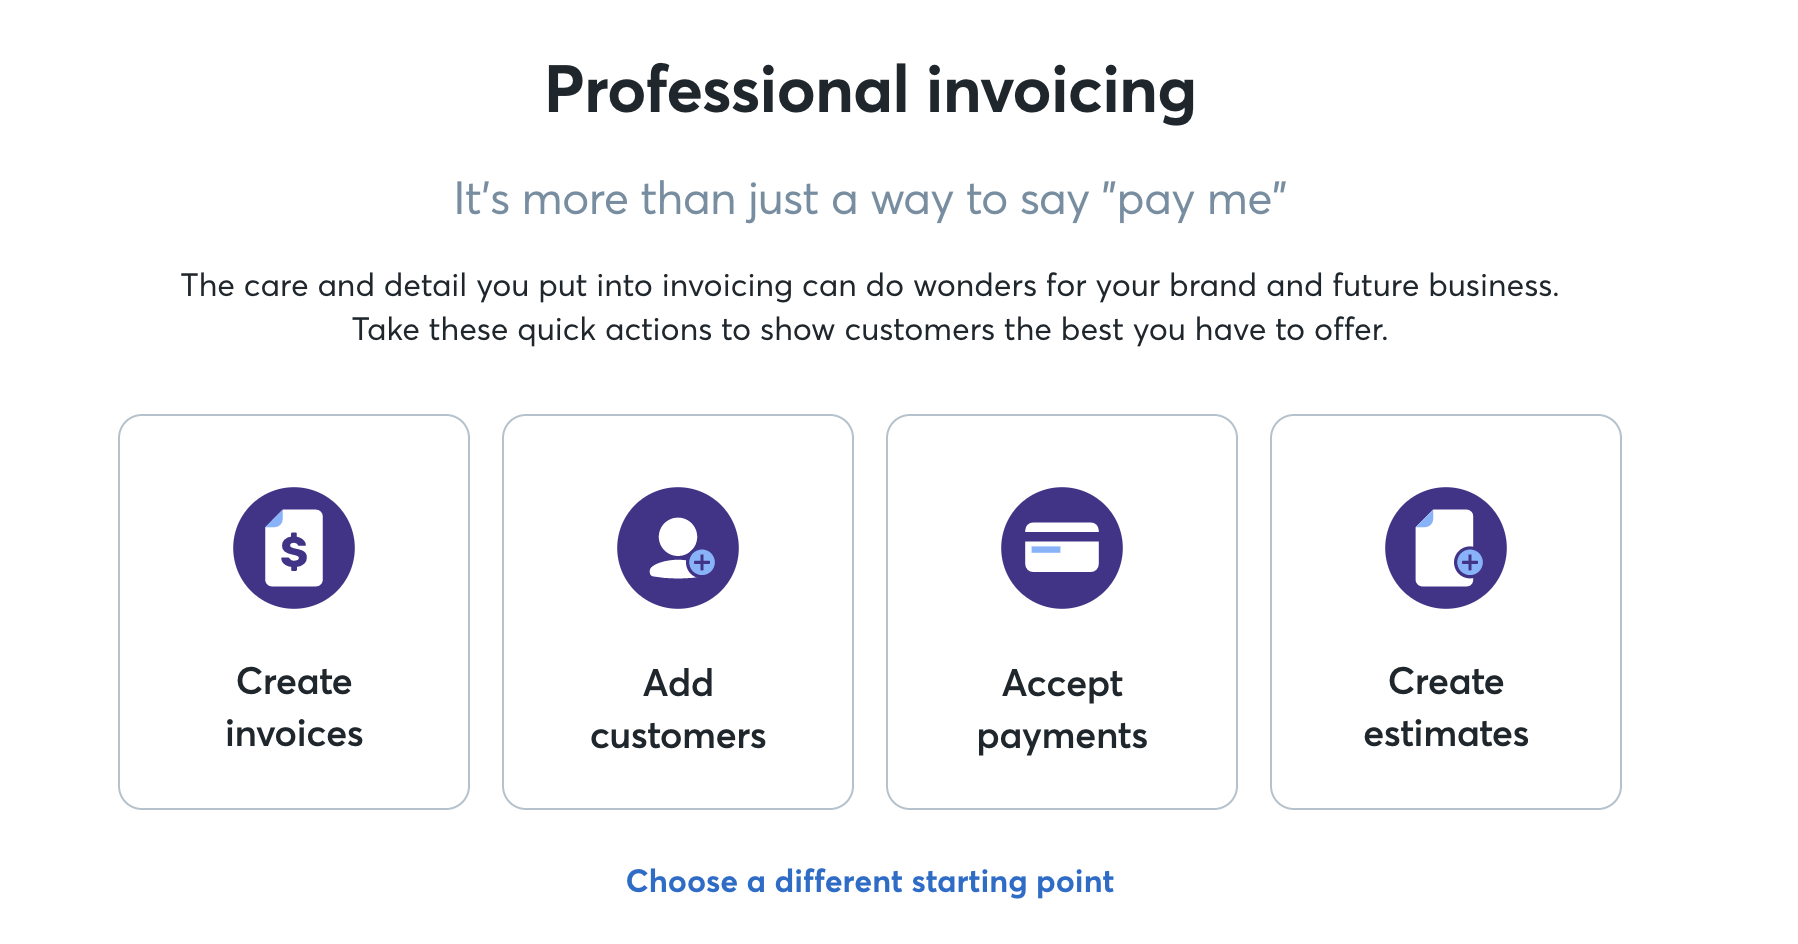 Professional invoicing
It's more than just a way to say "pay me"
The care and detail you put into invoicing can do wonders for your brand and future business.
Take these quick actions to show customers the best you have to offer.
$
Create
invoices
Add
customers
Accept
payments
Create
estimates
Choose a different starting point